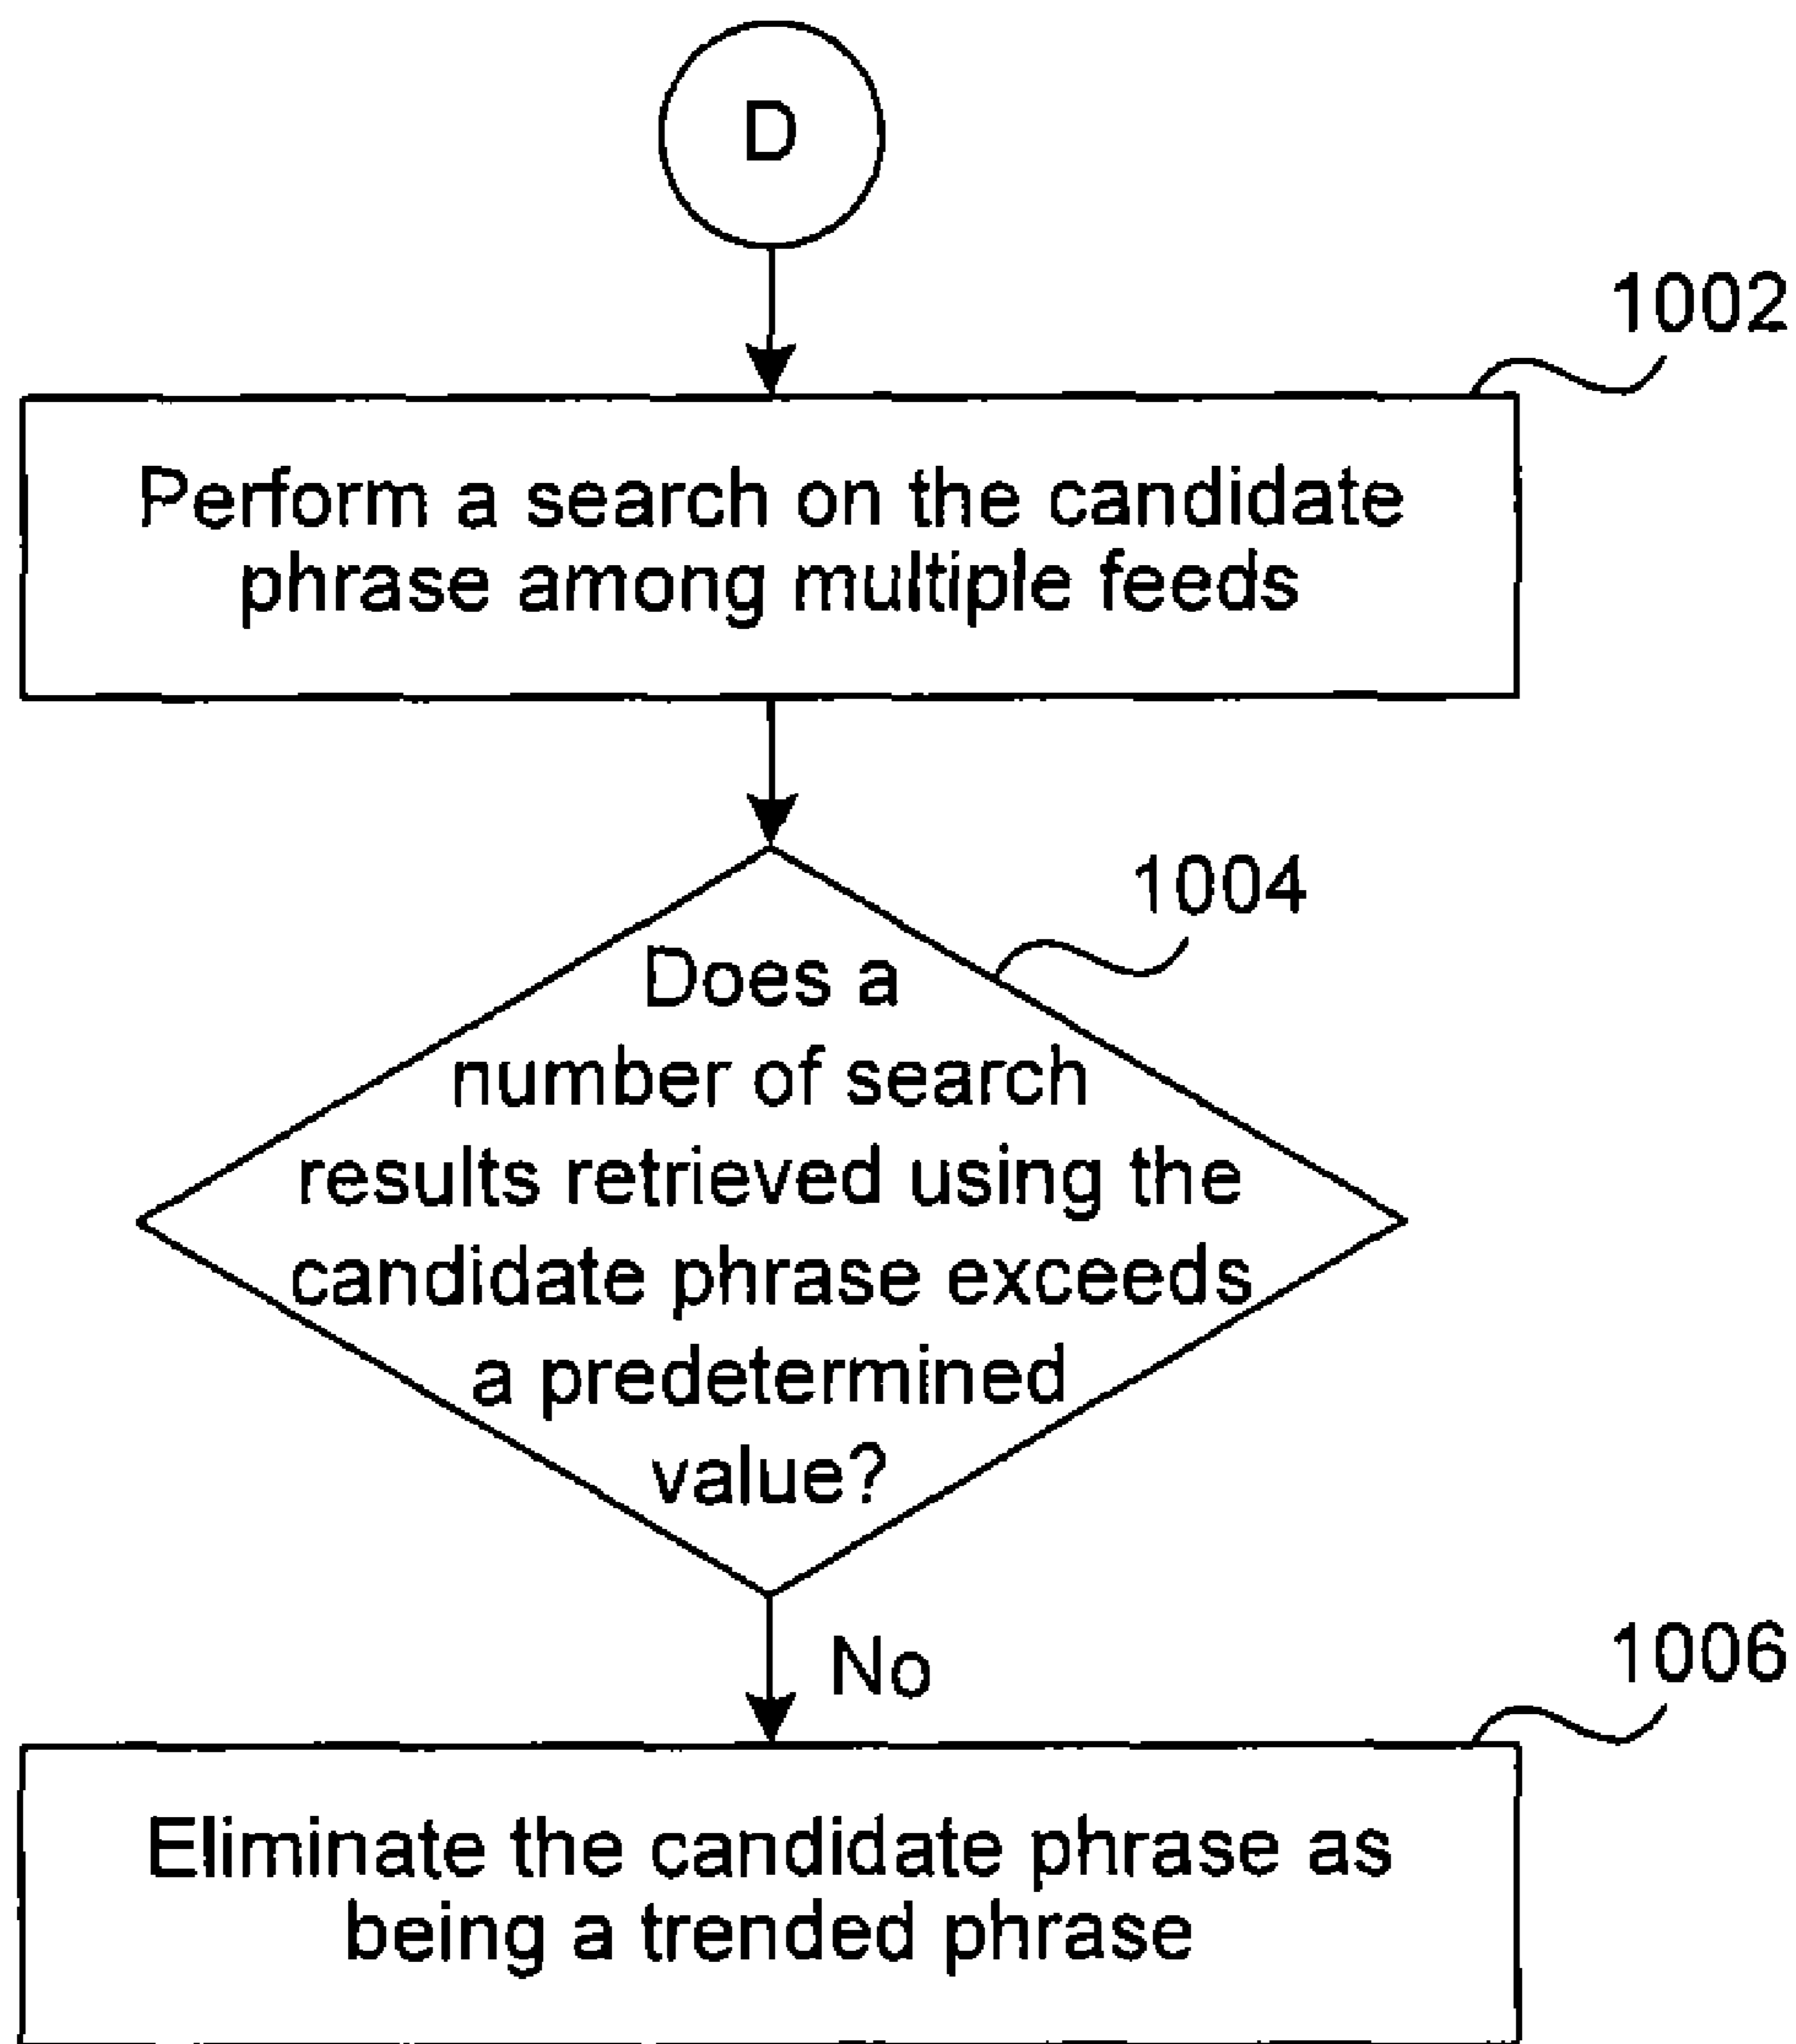 D
1002
Perform a search on the candidate
phrase among multiple feeds
1004
Does a
number of search
results retrieved using the
candidate phrase exceeds
a predetermined
value?
No
1006
Eliminate the candidate phrase as
being a trended phrase